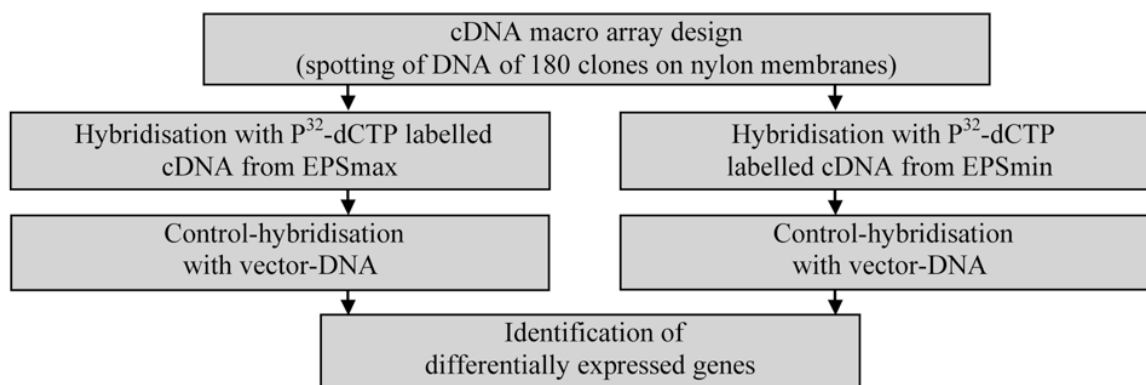 cDNA macro array design
(spotting of DNA of 180 clones on nylon membranes)
Hybridisation with P³²-dCTP labelled
cDNA from EPSmax
Hybridisation with P³²-dCTP
labelled cDNA from EPSmin
Control-hybridisation
with vector-DNA
Control-hybridisation
with vector-DNA
Identification of
differentially expressed genes